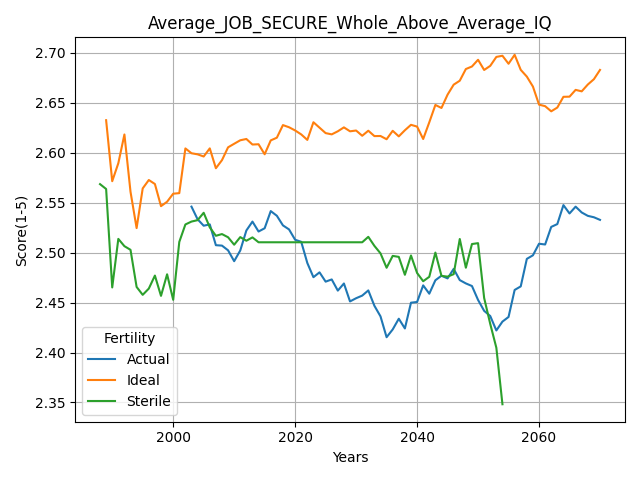 Average_JOB_SECURE_Whole_Above_Average_IQ
Score(1-5)
2.70
2.65
2.60
2.55
2.50
2.45
2.40
2.35
Fertility
Actual
Ideal
Sterile
2000 2020 2040 2060
Years